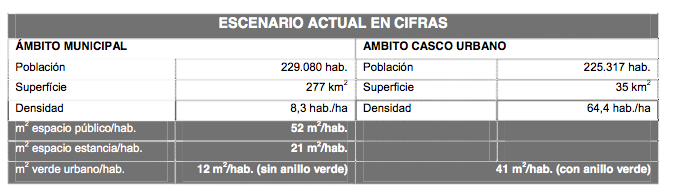 ESCENARIO ACTUAL EN CIFRAS
ÁMBITO MUNICIPAL AMBITO CASCO URBANO
Población 229.080 hab. Población 225.317 hab.
Superfície 277 km² Superfície 35 km²
Densidad 8,3 hab./ha Densidad 64,4 hab./ha
m² espacio público/hab. 52 m²/hab.
m² espacio estancia/hab. 21 m²/hab.
m² verde urbano/hab. 12 m²/hab. (sin anillo verde) 41 m²/hab. (con anillo verde)